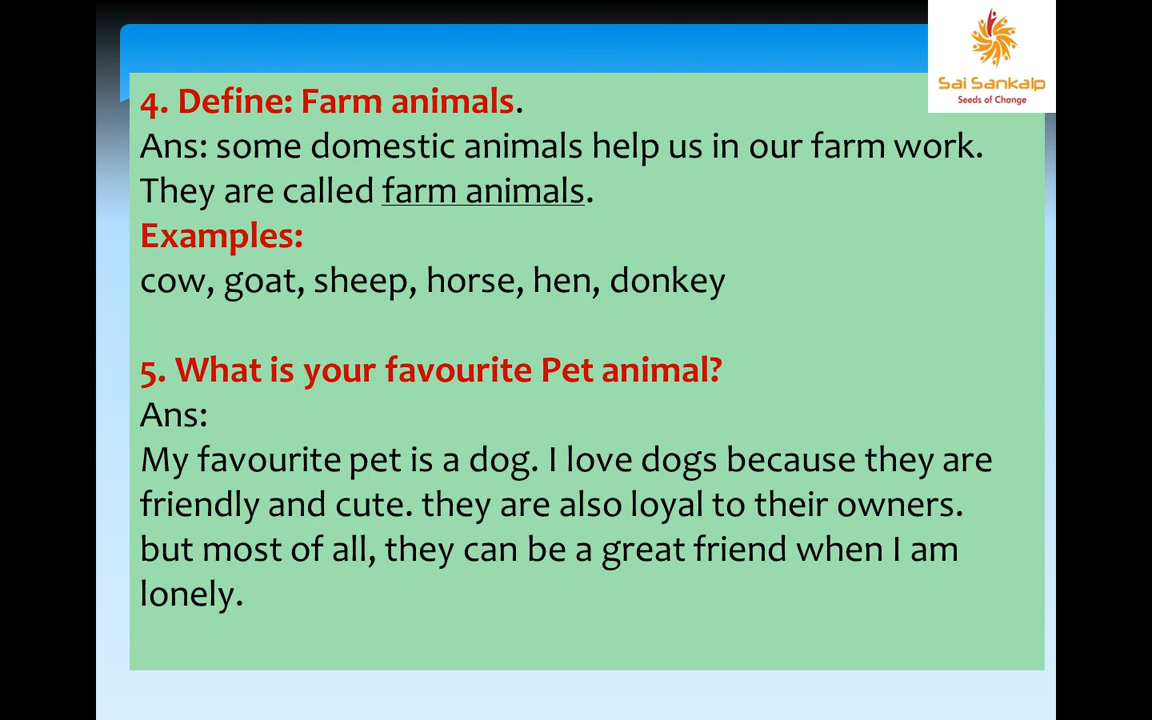 Sai Sankalp
Seeds of Change
4. Define: Farm animals.
Ans: some domestic animals help us in our farm work.
They are called farm animals.
Examples:
cow, goat, sheep, horse, hen, donkey
5. What is your favourite Pet animal?
Ans:
My favourite pet is a dog. I love dogs because they are
friendly and cute. they are also loyal to their owners.
but most of all, they can be a great friend when I am
lonely.